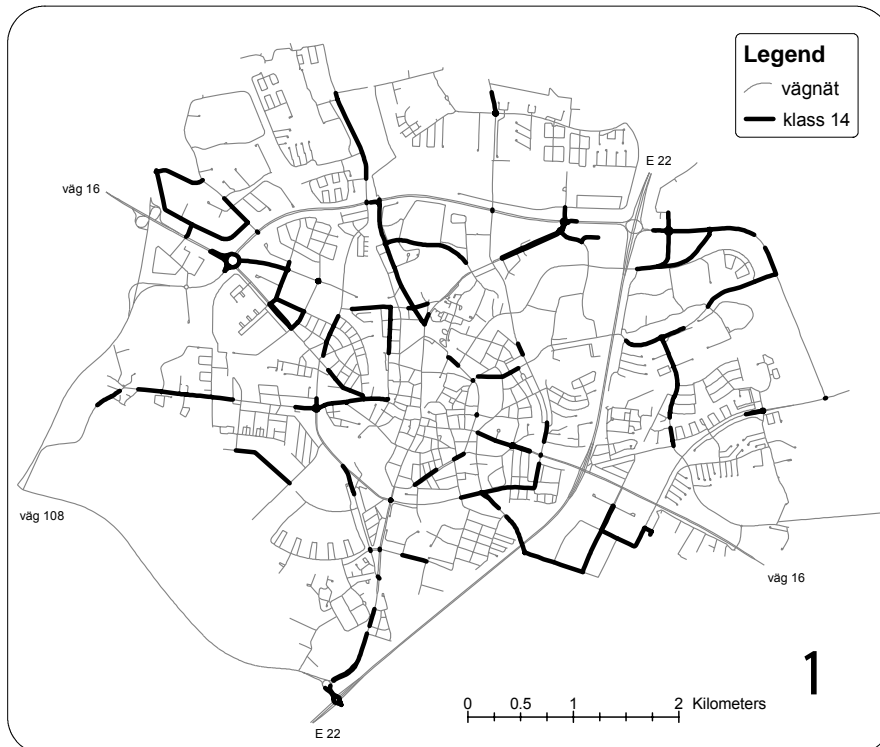 Legend
vägnät
klass 14
E 22
väg 16
väg 108
väg 16
1
0 0.5 1 2 Kilometers
E 22